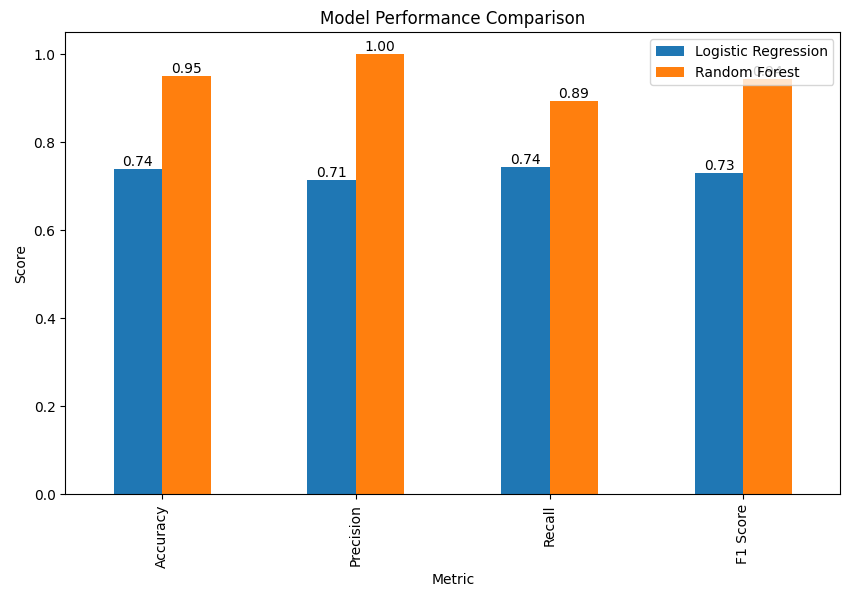 Model Performance Comparison
Logistic Regression
Random Forest
1.0
0.8
0.6
0.4
0.2
0.0
Score
0.74
0.95
0.71
1.00
0.74
0.89
0.73
0.94
Accuracy
Precision
Recall
F1 Score
Metric